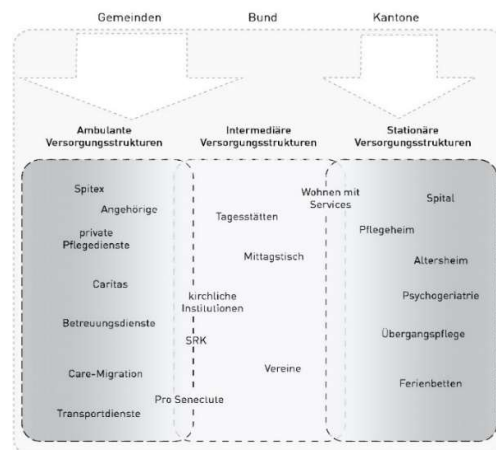 Gemeinden Bund Kantone
Ambulante Versorgungsstrukturen
Intermediäre Versorgungsstrukturen
Stationäre Versorgungsstrukturen
Spitex
Angehörige
private
Pflegedienste
Caritas
Betreuungsdienste
Care-Migration
Transportdienste
kirchliche
Institutionen
SRK
Pro Senectute
Tagesstätten
Mittagstisch
Vereine
Wohnen mit
Services
Spital
Pflegeheim
Altersheim
Psychogeriatrie
Übergangspflege
Ferienbetten